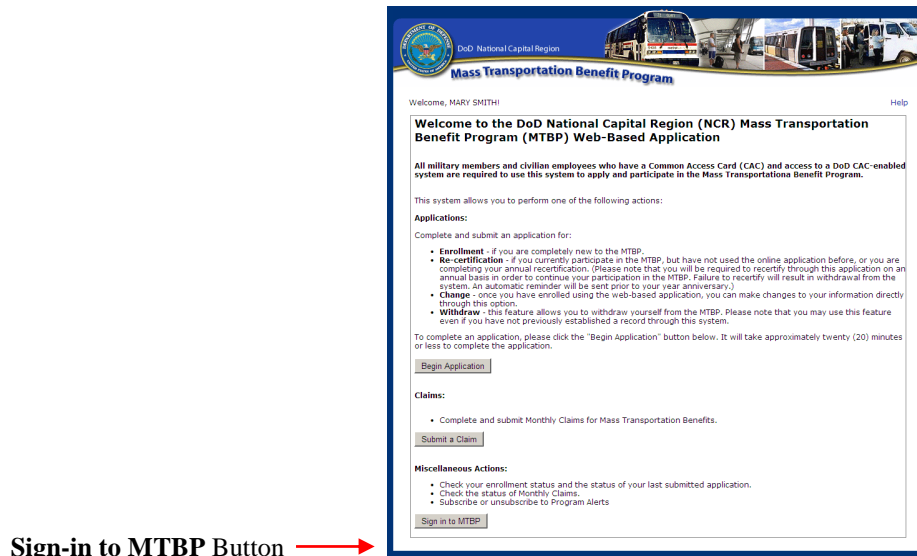 DoD National Capital Region
Mass Transportation Benefit Program
Welcome, MARY SMITH!
Help
Welcome to the DoD National Capital Region (NCR) Mass Transportation
Benefit Program (MTBP) Web-Based Application
All military members and civilian employees who have a Common Access Card (CAC) and access to a DoD CAC-enabled
system are required to use this system to apply and participate in the Mass Transportationa Benefit Program.
This system allows you to perform one of the following actions:
Applications:
Complete and submit an application for:
• Enrollment - if you are completely new to the MTBP.
• Re-certification - if you currently participate in the MTBP, but have not used the online application before, or you are
completing your annual recertification. (Please note that you will be required to recertify through this application on an
annual basis in order to continue your participation in the MTBP. Failure to recertify will result in withdrawal from the
system. An automatic reminder will be sent prior to your year anniversary.)
• Change - once you have enrolled using the web-based application, you can make changes to your information directly
through this option.
• Withdraw - this feature allows you to withdraw yourself from the MTBP. Please note that you may use this feature
even if you have not previously established a record through this system.
To complete an application, please click the "Begin Application" button below. It will take approximately twenty (20) minutes
or less to complete the application.
Begin Application
Claims:
• Complete and submit Monthly Claims for Mass Transportation Benefits.
Submit a Claim
Miscellaneous Actions:
• Check your enrollment status and the status of your last submitted application.
• Check the status of Monthly Claims.
• Subscribe or unsubscribe to Program Alerts
Sign in to MTBP
Sign-in to MTBP Button